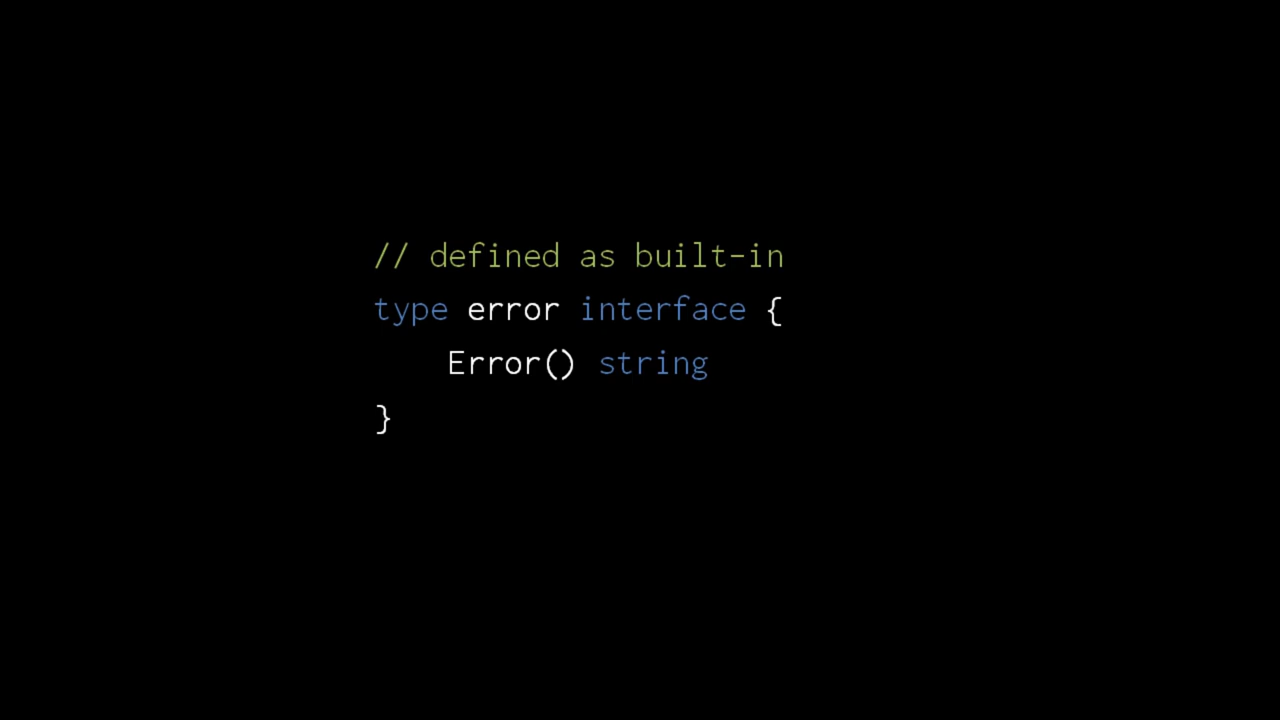 // defined as built-in
type error interface {
    Error() string
}